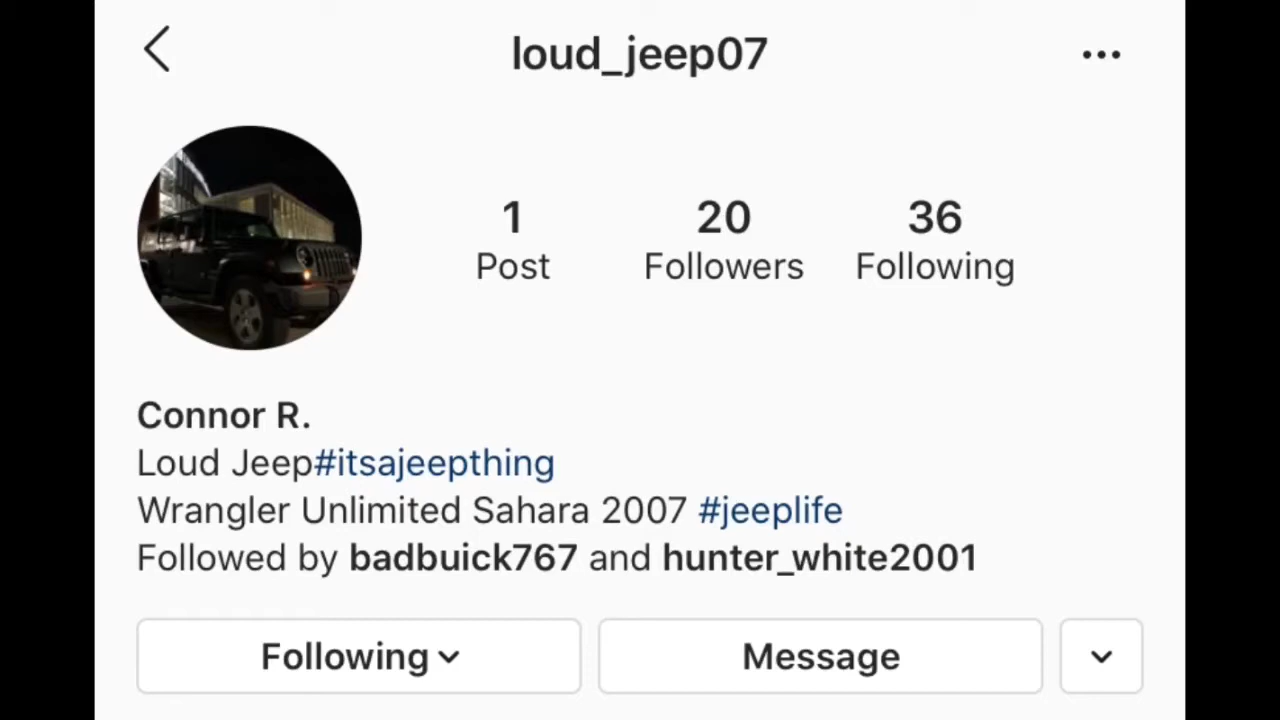 loud_jeep07
1 20 36
Post Followers Following
Connor R.
Loud Jeep#itsajeepthing
Wrangler Unlimited Sahara 2007 #jeeplife
Followed by badbuick767 and hunter_white2001
Following Message